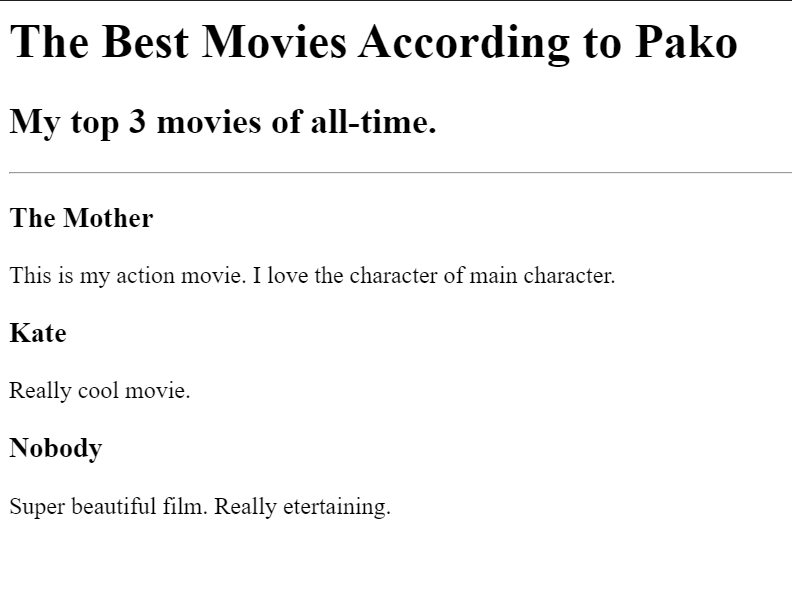 The Best Movies According to Pako
My top 3 movies of all-time.
The Mother
This is my action movie. I love the character of main character.
Kate
Really cool movie.
Nobody
Super beautiful film. Really etertaining.